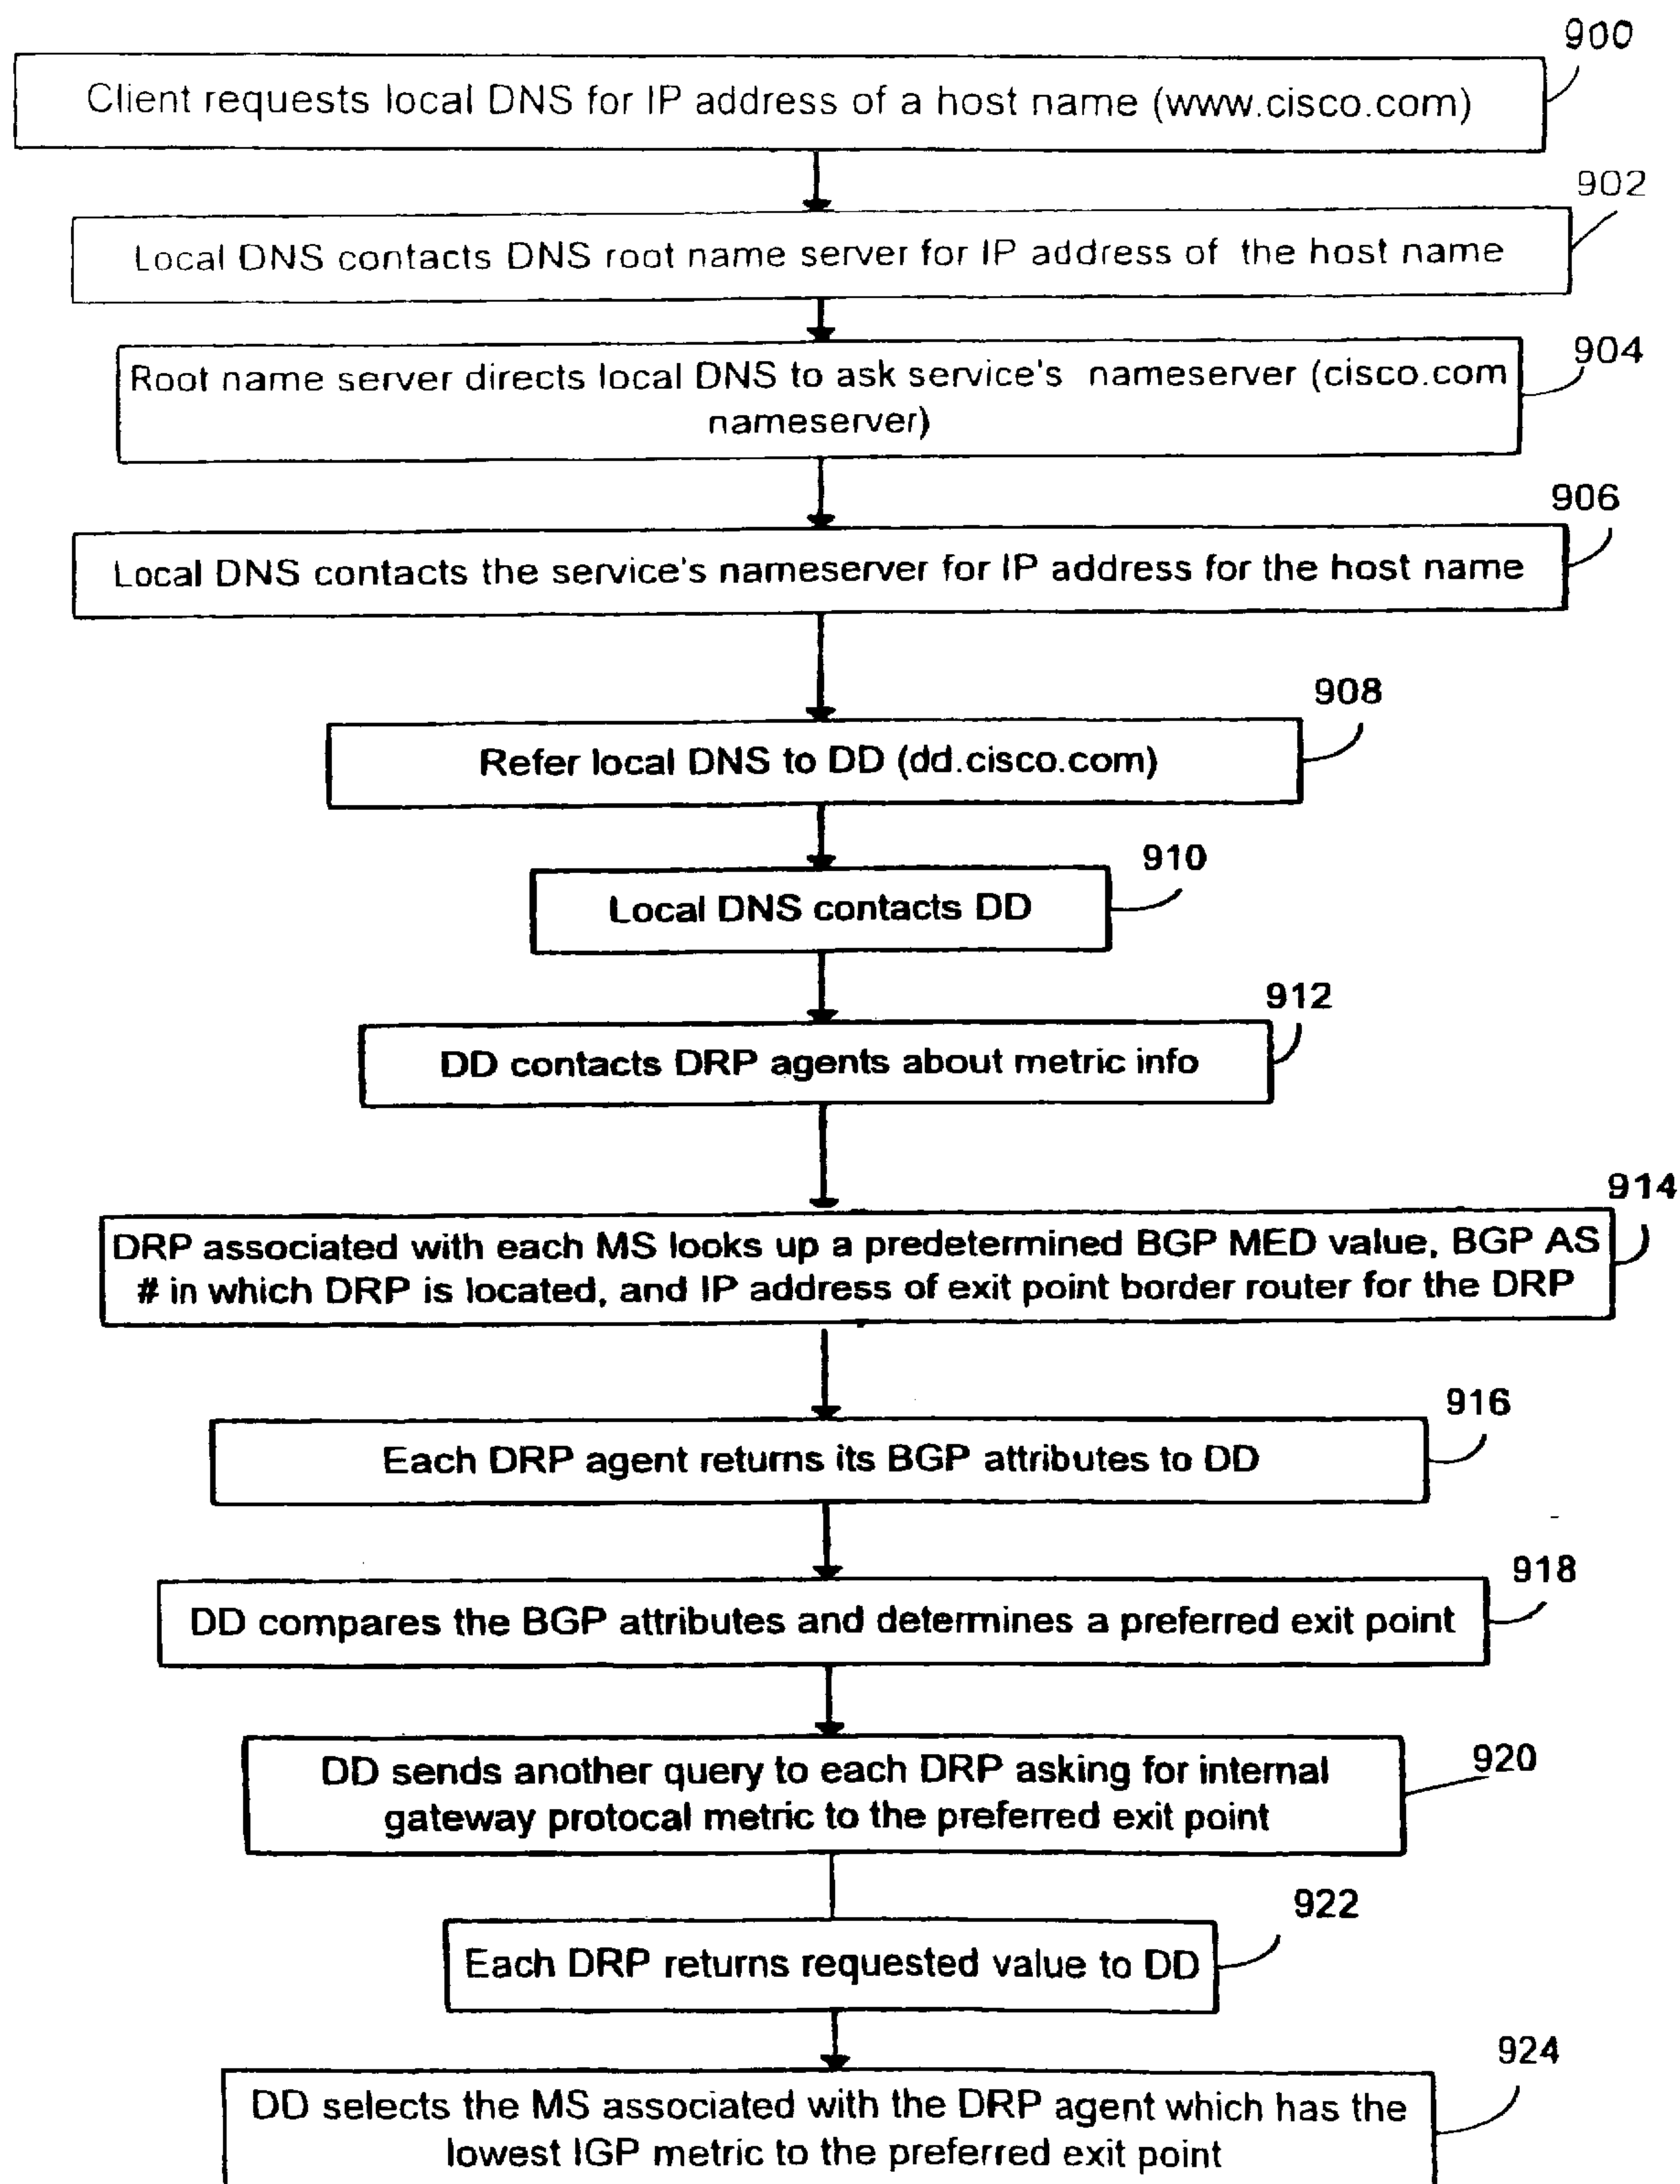 900
Client requests local DNS for IP address of a host name (www.cisco.com)
902
Local DNS contacts DNS root name server for IP address of the host name
904
Root name server directs local DNS to ask service's nameserver (cisco.com
nameserver)
906
Local DNS contacts the service's nameserver for IP address for the host name
908
Refer local DNS to DD (dd.cisco.com)
910
Local DNS contacts DD
912
DD contacts DRP agents about metric info
914
DRP associated with each MS looks up a predetermined BGP MED value, BGP AS
# in which DRP is located, and IP address of exit point border router for the DRP
916
Each DRP agent returns its BGP attributes to DD
918
DD compares the BGP attributes and determines a preferred exit point
920
DD sends another query to each DRP asking for internal
gateway protocal metric to the preferred exit point
922
Each DRP returns requested value to DD
924
DD selects the MS associated with the DRP agent which has the
lowest IGP metric to the preferred exit point